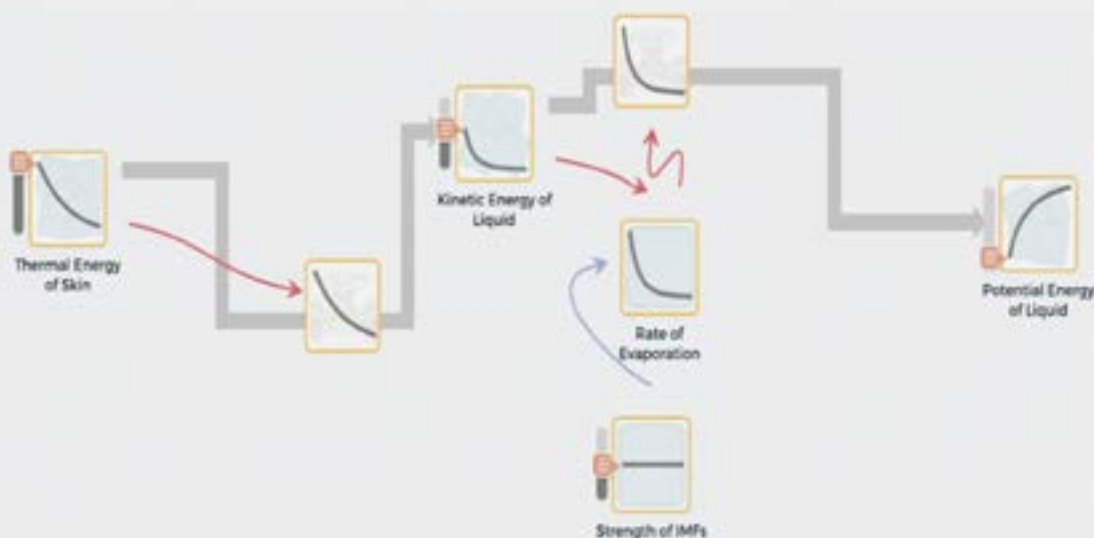 Thermal Energy
of Skin
Kinetic Energy of
Liquid
Rate of
Evaporation
Potential Energy
of Liquid
Strength of IMFs